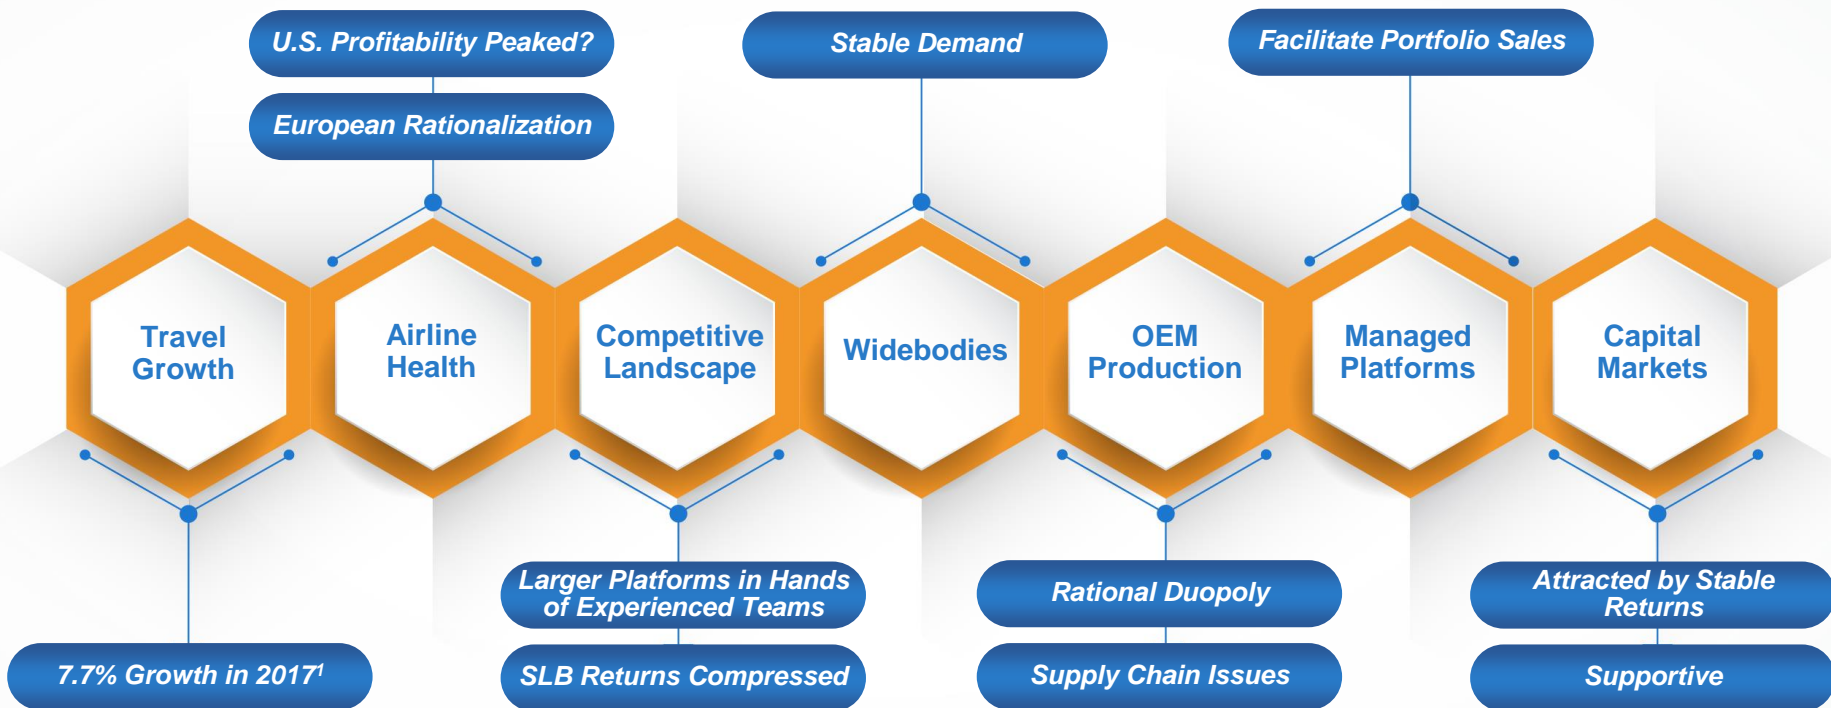 U.S. Profitability Peaked?
European Rationalization
Stable Demand
Facilitate Portfolio Sales
Travel
Growth
Airline
Health
Competitive
Landscape
Widebodies
OEM
Production
Managed
Platforms
Capital
Markets
7.7% Growth in 2017¹
Larger Platforms in Hands
of Experienced Teams
SLB Returns Compressed
Rational Duopoly
Supply Chain Issues
Attracted by Stable
Returns
Supportive